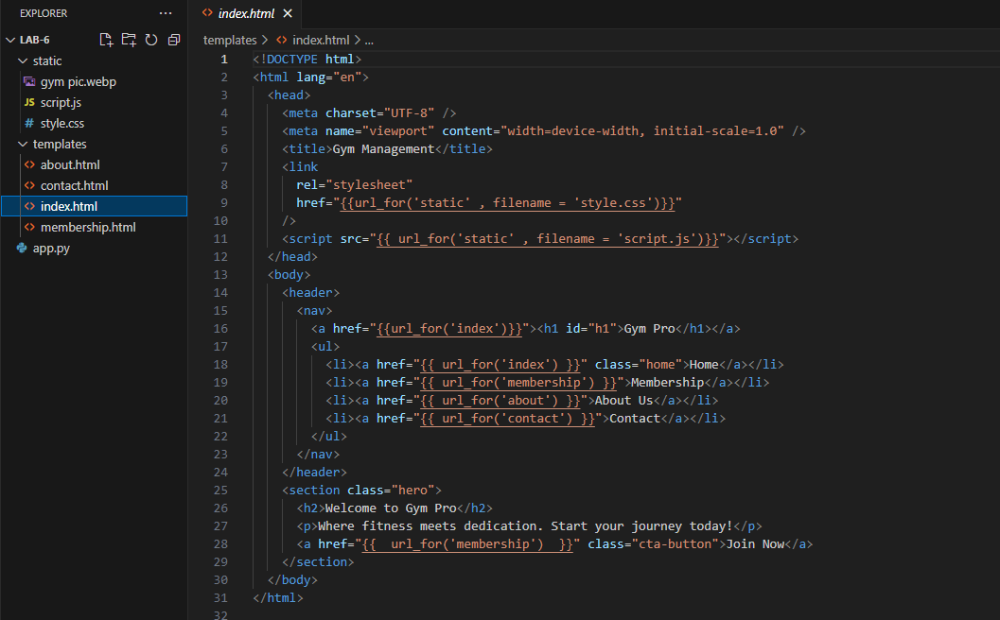 EXPLORER ...
LAB-6
static
gym pic.webp
JS script.js
# style.css
templates
<> about.html
<> contact.html
<> index.html
<> membership.html
app.py
<> index.html ×
templates > <> index.html > ...
1 <!DOCTYPE html>
2 <html lang="en">
3 <head>
4 <meta charset="UTF-8" />
5 <meta name="viewport" content="width=device-width, initial-scale=1.0" />
6 <title>Gym Management</title>
7 <link
8 rel="stylesheet"
9 href="{{url_for('static' , filename = 'style.css')}}"
10 />
11 <script src="{{ url_for('static' , filename = 'script.js')}}"></script>
12 </head>
13 <body>
14 <header>
15 <nav>
16 <a href="{{url_for('index')}}"><h1 id="h1">Gym Pro</h1></a>
17 <ul>
18 <li><a href="{{ url_for('index') }}" class="home">Home</a></li>
19 <li><a href="{{ url_for('membership') }}">Membership</a></li>
20 <li><a href="{{ url_for('about') }}">About Us</a></li>
21 <li><a href="{{ url_for('contact') }}">Contact</a></li>
22 </ul>
23 </nav>
24 </header>
25 <section class="hero">
26 <h2>Welcome to Gym Pro</h2>
27 <p>Where fitness meets dedication. Start your journey today!</p>
28 <a href="{{  url_for('membership')  }}" class="cta-button">Join Now</a>
29 </section>
30 </body>
31 </html>
32